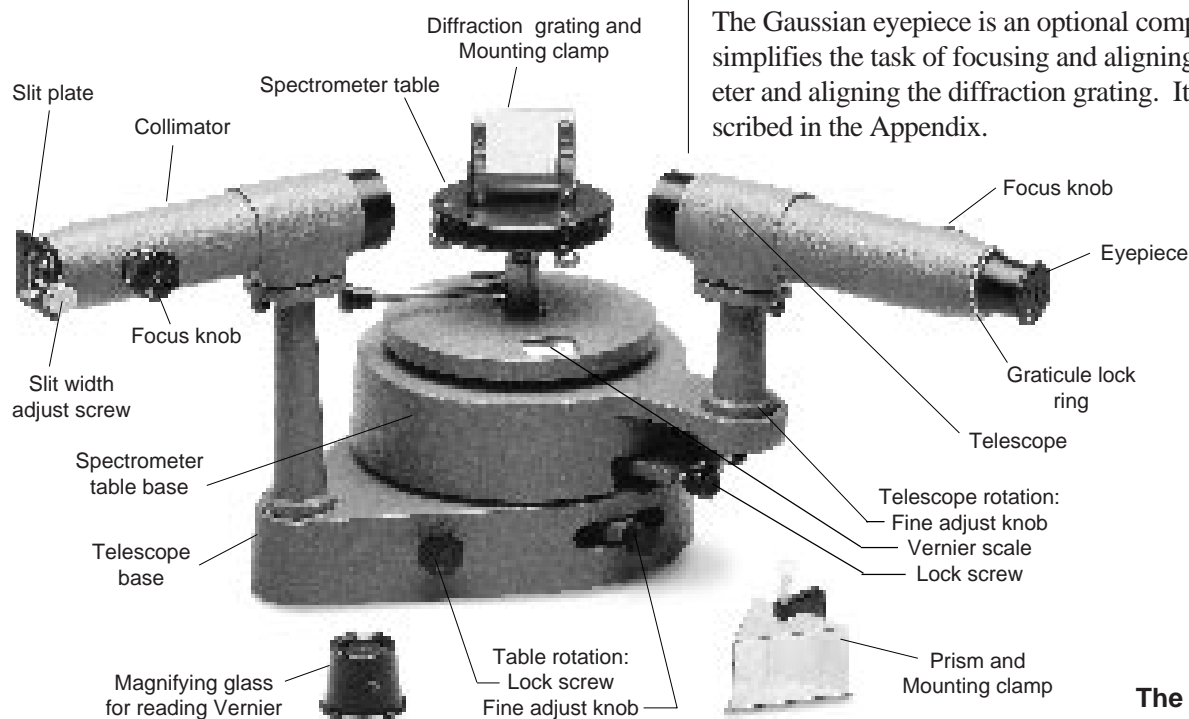 The Gaussian eyepiece is an optional comp
simplifies the task of focusing and aligning
eter and aligning the diffraction grating. It
scribed in the Appendix.
Diffraction grating and
Mounting clamp
Spectrometer table
Slit plate
Collimator
Focus knob
Eyepiece
Focus knob
Slit width
adjust screw
Graticule lock
ring
Telescope
Spectrometer
table base
Telescope rotation:
Fine adjust knob
Vernier scale
Lock screw
Telescope
base
Magnifying glass
for reading Vernier
Table rotation:
Lock screw
Fine adjust knob
Prism and
Mounting clamp
The